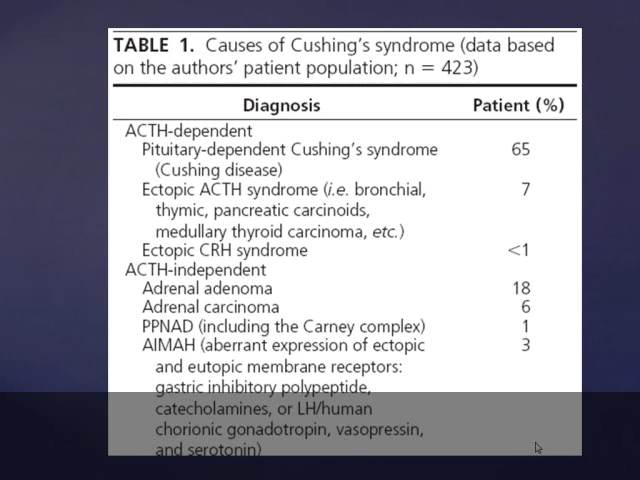 TABLE 1. Causes of Cushing's syndrome (data based
on the authors' patient population; n = 423)
Diagnosis Patient (%)
ACTH-dependent
Pituitary-dependent Cushing's syndrome 65
(Cushing disease)
Ectopic ACTH syndrome (i.e. bronchial, 7
thymic, pancreatic carcinoids,
medullary thyroid carcinoma, etc.)
Ectopic CRH syndrome <1
ACTH-independent
Adrenal adenoma 18
Adrenal carcinoma 6
PPNAD (including the Carney complex) 1
AIMAH (aberrant expression of ectopic 3
and eutopic membrane receptors:
gastric inhibitory polypeptide,
catecholamines, or LH/human
chorionic gonadotropin, vasopressin,
and serotonin)